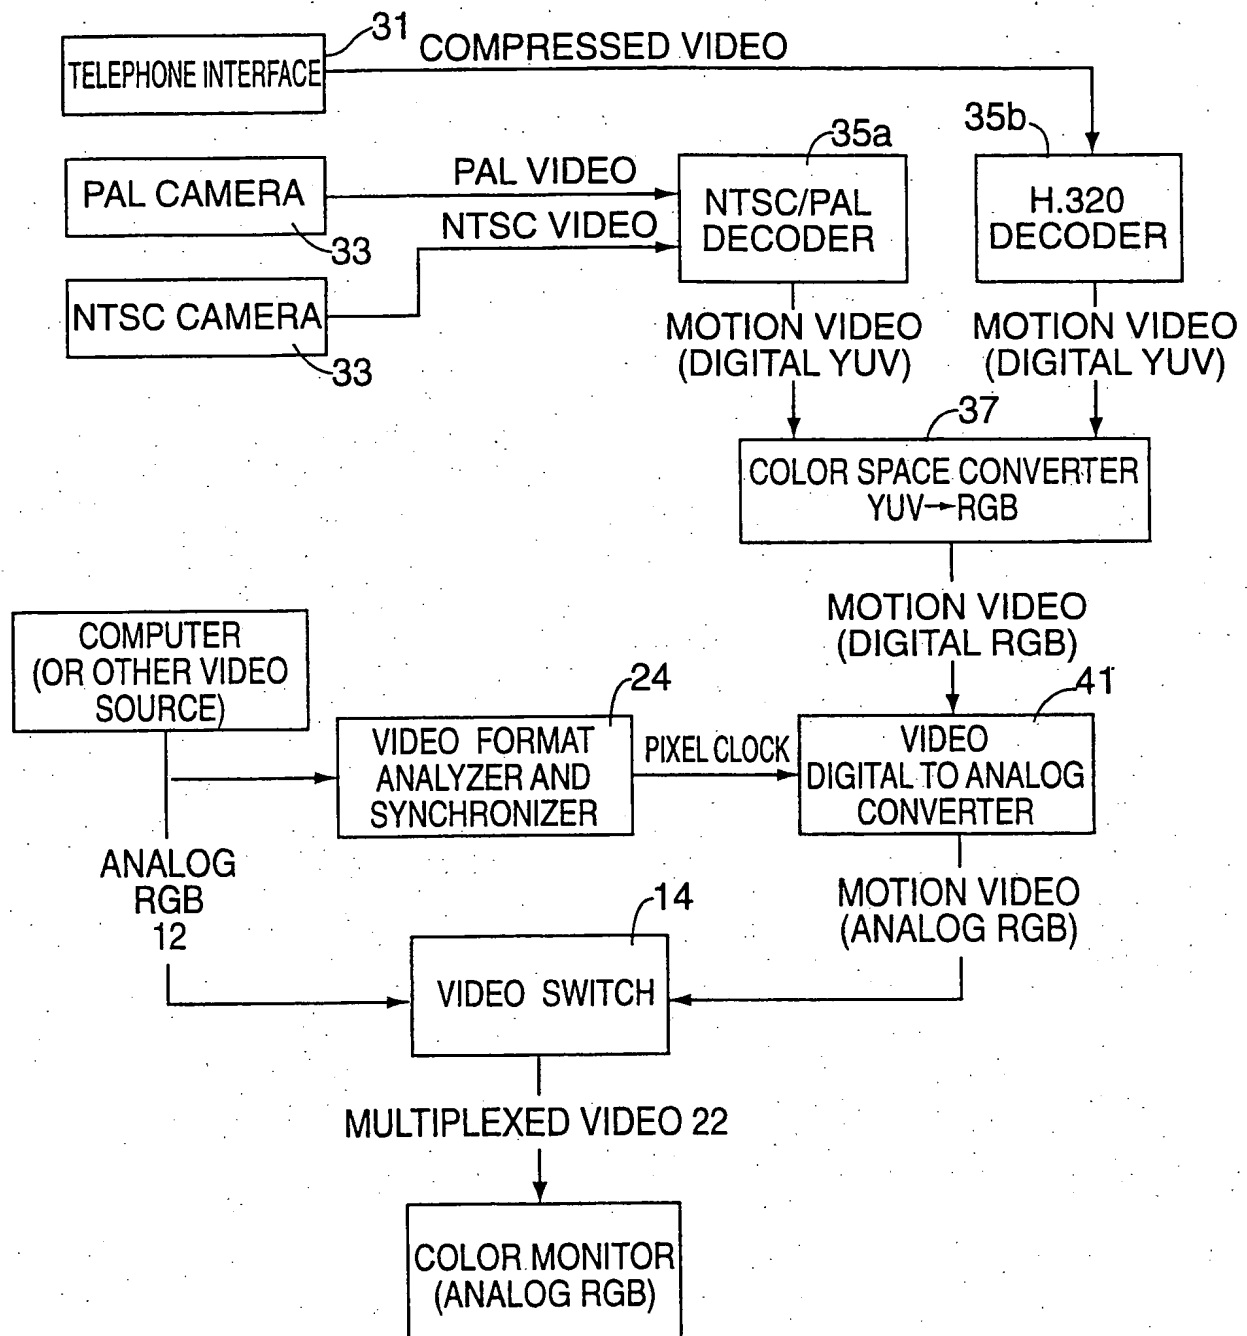 31
COMPRESSED VIDEO
TELEPHONE INTERFACE
35a
35b
PAL CAMERA
33
PAL VIDEO
NTSC VIDEO
NTSC/PAL
DECODER
H.320
DECODER
NTSC CAMERA
33
MOTION VIDEO
(DIGITAL YUV)
MOTION VIDEO
(DIGITAL YUV)
37
COLOR SPACE CONVERTER
YUV→RGB
MOTION VIDEO
(DIGITAL RGB)
COMPUTER
(OR OTHER VIDEO
SOURCE)
24
VIDEO FORMAT
ANALYZER AND
SYNCHRONIZER
PIXEL CLOCK
41
VIDEO
DIGITAL TO ANALOG
CONVERTER
ANALOG
RGB
12
MOTION VIDEO
(ANALOG RGB)
14
VIDEO SWITCH
MULTIPLEXED VIDEO 22
COLOR MONITOR
(ANALOG RGB)